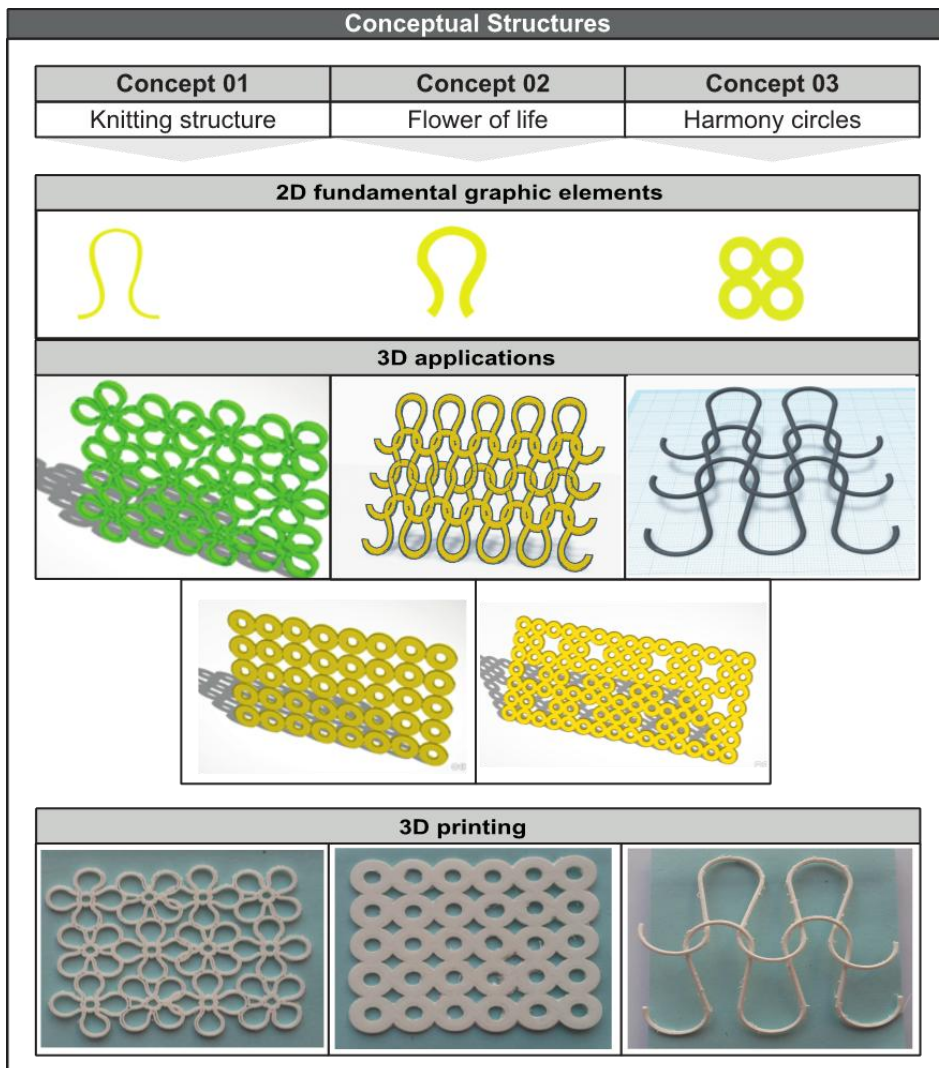 Conceptual Structures
Concept 01
Concept 02
Concept 03
Knitting structure
Flower of life
Harmony circles
2D fundamental graphic elements
3D applications
3D printing